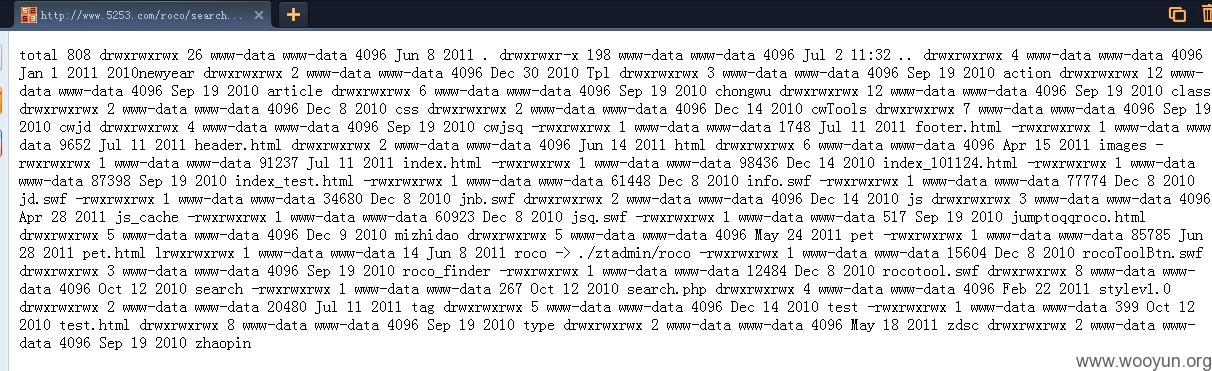 http://www.5253.com/roco/search...
total 808 drwxrwxrwx 26 www-data www-data 4096 Jun 8 2011 . drwxrwxr-x 198 www-data www-data 4096 Jul 2 11:32 .. drwxrwxrwx 4 www-data www-data 4096
Jan 1 2011 2010newyear drwxrwxrwx 2 www-data www-data 4096 Dec 30 2010 Tpl drwxrwxrwx 3 www-data www-data 4096 Sep 19 2010 action drwxrwxrwx 12 www-
data www-data 4096 Sep 19 2010 article drwxrwxrwx 6 www-data www-data 4096 Sep 19 2010 chongwu drwxrwxrwx 12 www-data www-data 4096 Sep 19 2010 class
drwxrwxrwx 2 www-data www-data 4096 Dec 8 2010 css drwxrwxrwx 2 www-data www-data 4096 Dec 14 2010 cwTools drwxrwxrwx 7 www-data www-data 4096 Sep 19
2010 cwjd drwxrwxrwx 4 www-data www-data 4096 Sep 19 2010 cwjsq -rwxrwxrwx 1 www-data www-data 1748 Jul 11 2011 footer.html -rwxrwxrwx 1 www-data www-
data 9652 Jul 11 2011 header.html drwxrwxrwx 2 www-data www-data 4096 Jun 14 2011 html drwxrwxrwx 6 www-data www-data 4096 Apr 15 2011 images -
rwxrwxrwx 1 www-data www-data 91237 Jul 11 2011 index.html -rwxrwxrwx 1 www-data www-data 98436 Dec 14 2010 index_101124.html -rwxrwxrwx 1 www-data
www-data 87398 Sep 19 2010 index_test.html -rwxrwxrwx 1 www-data www-data 61448 Dec 8 2010 info.swf -rwxrwxrwx 1 www-data www-data 77774 Dec 8 2010
jd.swf -rwxrwxrwx 1 www-data www-data 34680 Dec 8 2010 jnb.swf drwxrwxrwx 2 www-data www-data 4096 Dec 14 2010 js drwxrwxrwx 3 www-data www-data 4096
Apr 28 2011 js_cache -rwxrwxrwx 1 www-data www-data 60923 Dec 8 2010 jsq.swf -rwxrwxrwx 1 www-data www-data 517 Sep 19 2010 jumptoqqroco.html
drwxrwxrwx 5 www-data www-data 4096 Dec 9 2010 mizhidao drwxrwxrwx 5 www-data www-data 4096 May 24 2011 pet -rwxrwxrwx 1 www-data www-data 85785 Jun
28 2011 pet.html lrwxrwxrwx 1 www-data www-data 14 Jun 8 2011 roco -> ./ztadmin/roco -rwxrwxrwx 1 www-data www-data 15604 Dec 8 2010 rocoToolBtn.swf
drwxrwxrwx 3 www-data www-data 4096 Sep 19 2010 roco_finder -rwxrwxrwx 1 www-data www-data 12484 Dec 8 2010 rocotool.swf drwxrwxrwx 8 www-data www-
data 4096 Oct 12 2010 search -rwxrwxrwx 1 www-data www-data 267 Oct 12 2010 search.php drwxrwxrwx 4 www-data www-data 4096 Feb 22 2011 stylev1.0
drwxrwxrwx 2 www-data www-data 20480 Jul 11 2011 tag drwxrwxrwx 5 www-data www-data 4096 Dec 14 2010 test -rwxrwxrwx 1 www-data www-data 399 Oct 12
2010 test.html drwxrwxrwx 8 www-data www-data 4096 Sep 19 2010 type drwxrwxrwx 2 www-data www-data 4096 May 18 2011 zdsc drwxrwxrwx 2 www-data www-
data 4096 Sep 19 2010 zhaopin
www.wooyun.org